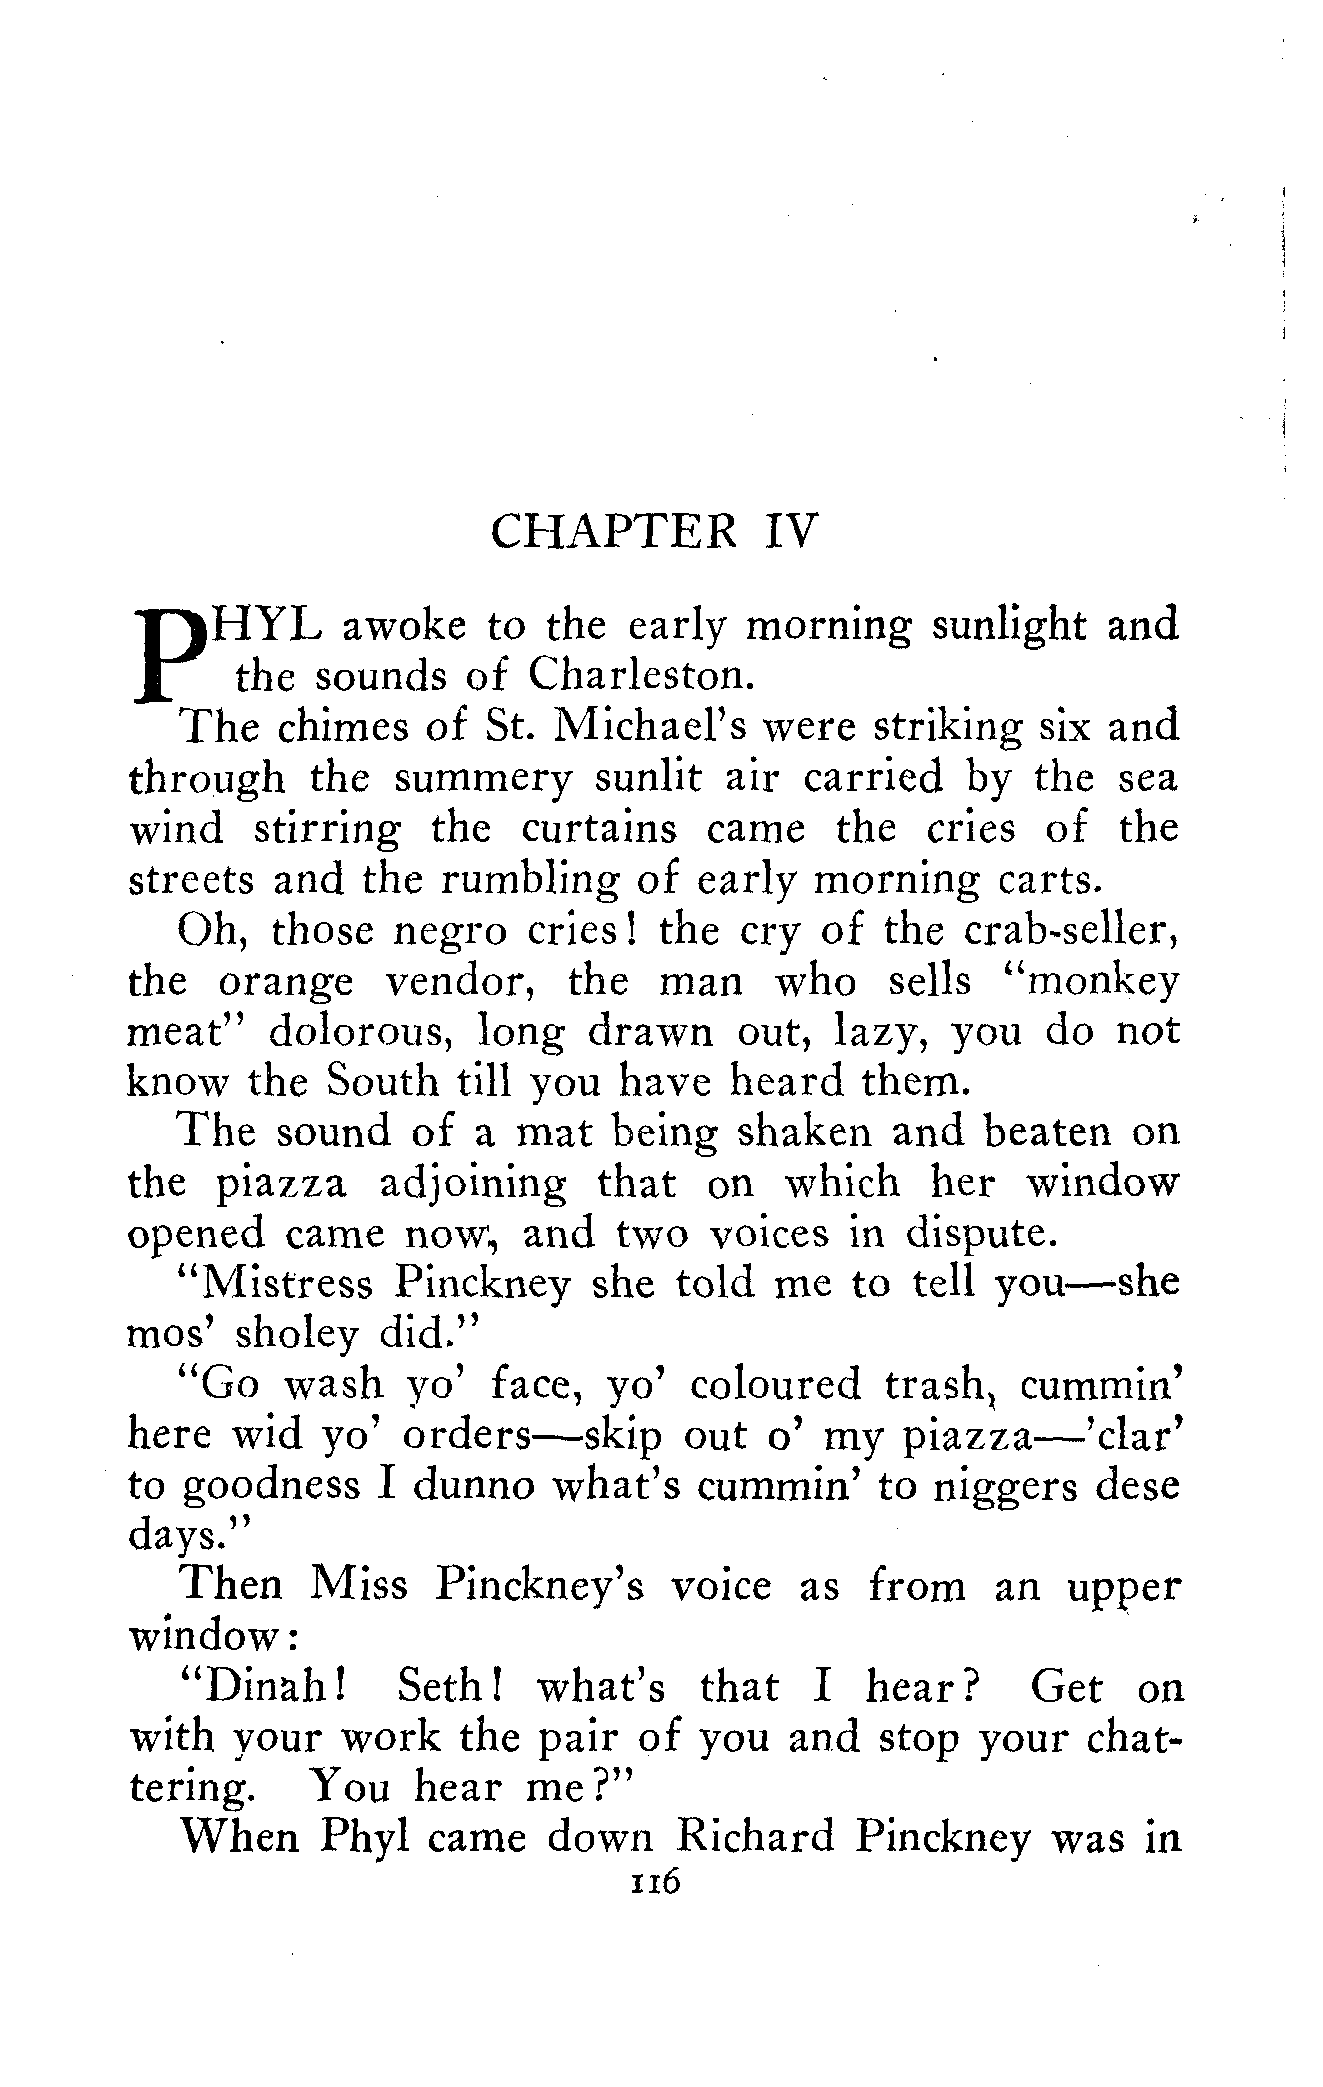 CHAPTER IV
PHYL awoke to the early morning sunlight and
the sounds of Charleston.
The chimes of St. Michael's were striking six and
through the summery sunlit air carried by the sea
wind stirring the curtains came the cries of the
streets and the rumbling of early morning carts.
Oh, those negro cries! the cry of the crab-seller,
the orange vendor, the man who sells "monkey
meat" dolorous, long drawn out, lazy, you do not
know the South till you have heard them.
The sound of a mat being shaken and beaten on
the piazza adjoining that on which her window
opened came now, and two voices in dispute.
"Mistress Pinckney she told me to tell you—she
mos' sholey did."
"Go wash yo' face, yo' coloured trash, cummin'
here wid yo' orders—skip out o' my piazza—'clar'
to goodness I dunno what's cummin' to niggers dese
days."
Then Miss Pinckney's voice as from an upper
window:
"Dinah! Seth! what's that I hear? Get on
with your work the pair of you and stop your chat-
tering. You hear me?"
When Phyl came down Richard Pinckney was in
116